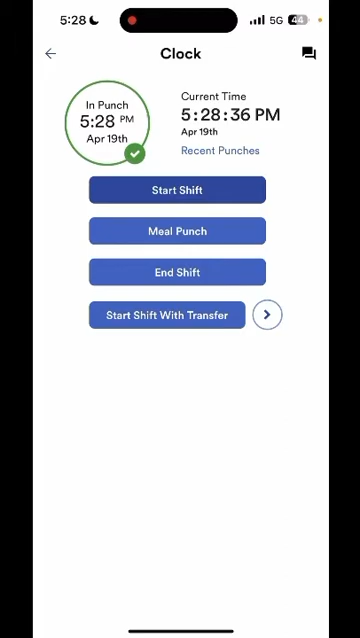 5:28
5G
44
Clock
In Punch
5:28 PM
Apr 19th
Current Time
5:28:36 PM
Apr 19th
Recent Punches
Start Shift
Meal Punch
End Shift
Start Shift With Transfer